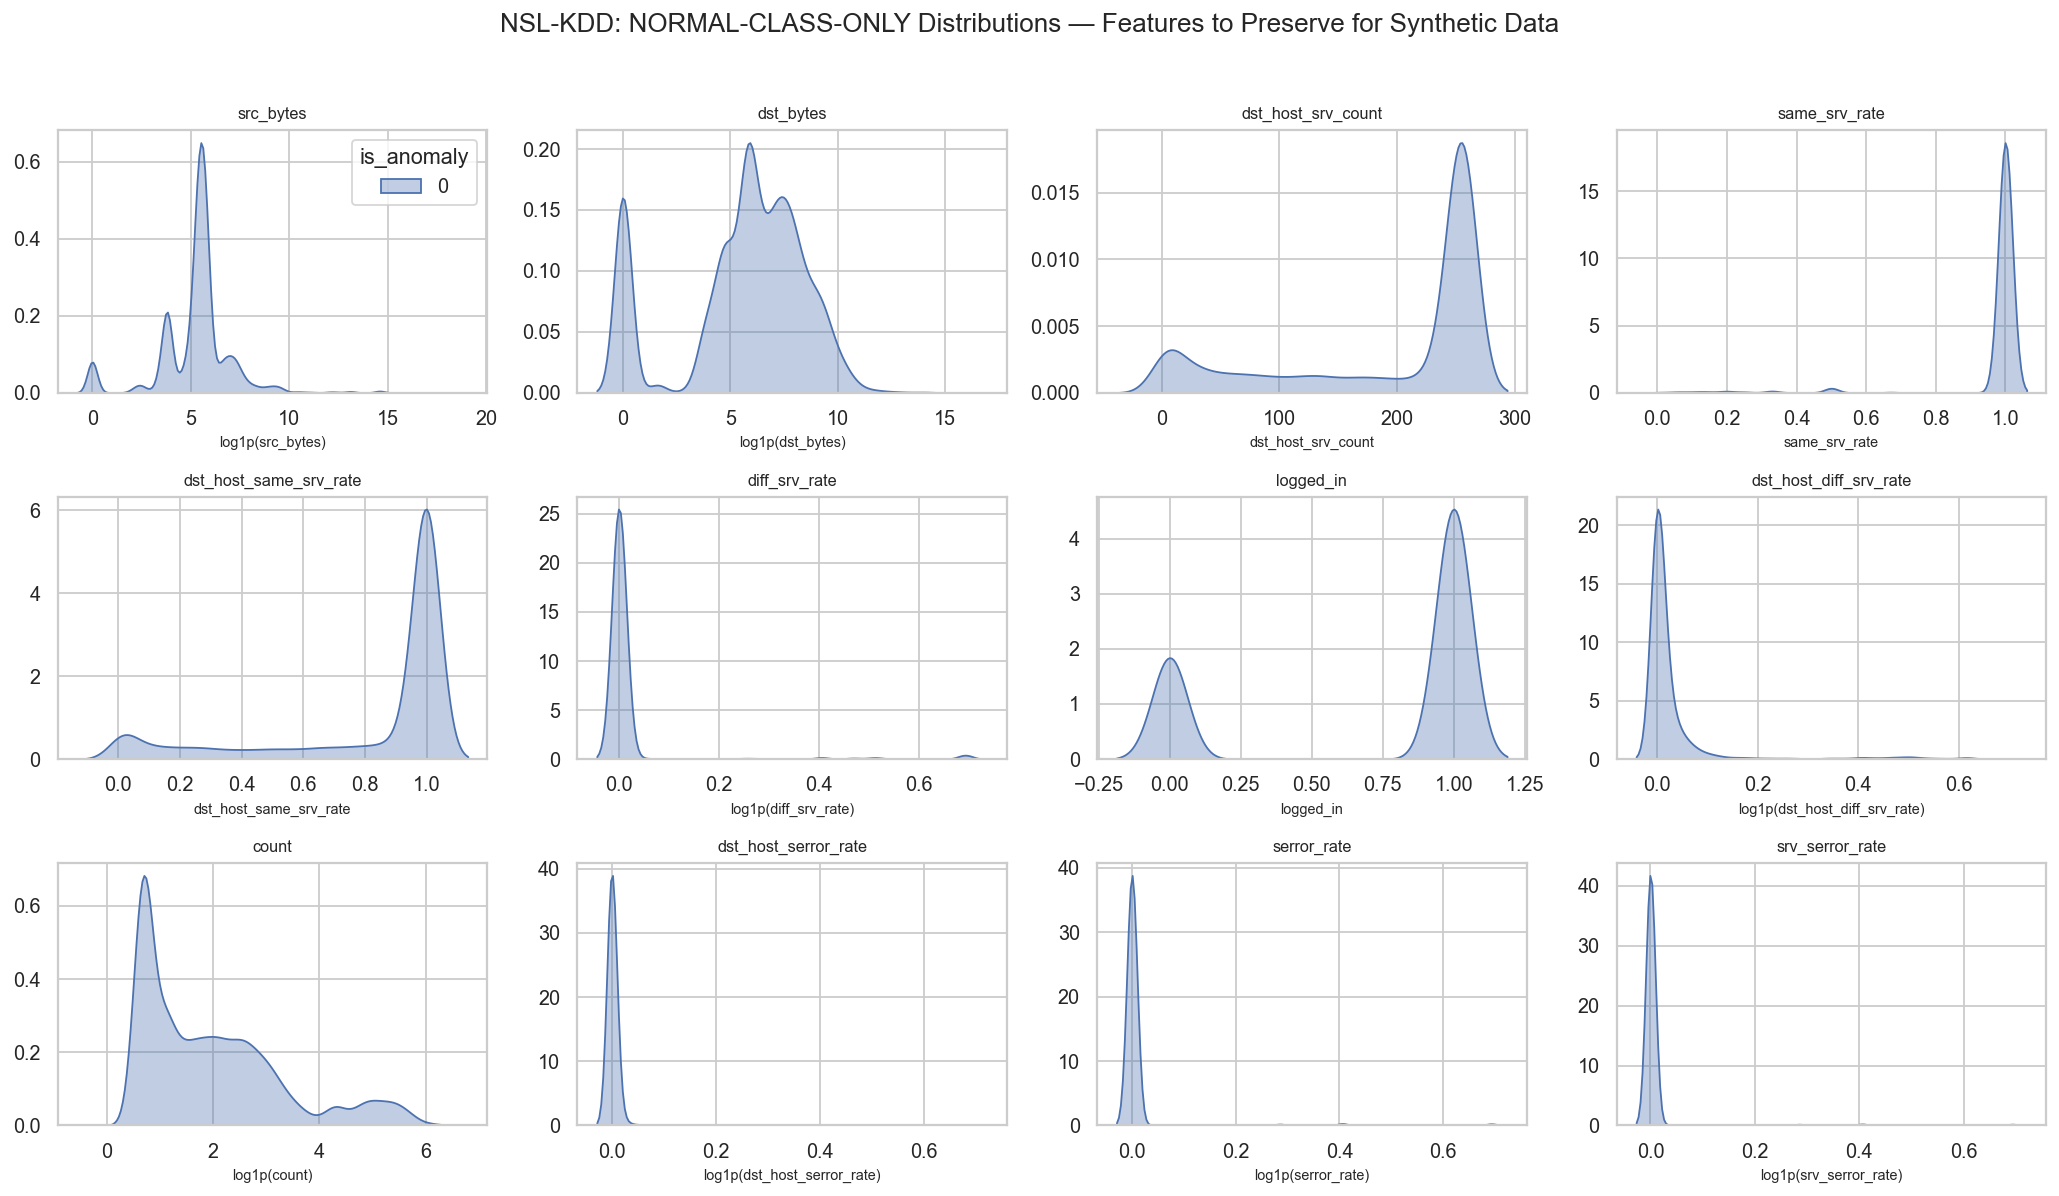 NSL-KDD: NORMAL-CLASS-ONLY Distributions — Features to Preserve for Synthetic Data
src_bytes
is_anomaly
0
0.6
0.4
0.2
0.0
0 5 10 15 20
log1p(src_bytes)
dst_bytes
0.20
0.15
0.10
0.05
0.00
0 5 10 15
log1p(dst_bytes)
dst_host_srv_count
0.015
0.010
0.005
0.000
0 100 200 300
dst_host_srv_count
same_srv_rate
15
10
5
0
0.0 0.2 0.4 0.6 0.8 1.0
same_srv_rate
dst_host_same_srv_rate
6
4
2
0
0.0 0.2 0.4 0.6 0.8 1.0
dst_host_same_srv_rate
diff_srv_rate
25
20
15
10
5
0
0.0 0.2 0.4 0.6
log1p(diff_srv_rate)
logged_in
4
3
2
1
0
−0.25 0.00 0.25 0.50 0.75 1.00 1.25
logged_in
dst_host_diff_srv_rate
20
15
10
5
0
0.0 0.2 0.4 0.6
log1p(dst_host_diff_srv_rate)
count
0.6
0.4
0.2
0.0
0 2 4 6
log1p(count)
dst_host_serror_rate
40
30
20
10
0
0.0 0.2 0.4 0.6
log1p(dst_host_serror_rate)
serror_rate
40
30
20
10
0
0.0 0.2 0.4 0.6
log1p(serror_rate)
srv_serror_rate
40
30
20
10
0
0.0 0.2 0.4 0.6
log1p(srv_serror_rate)